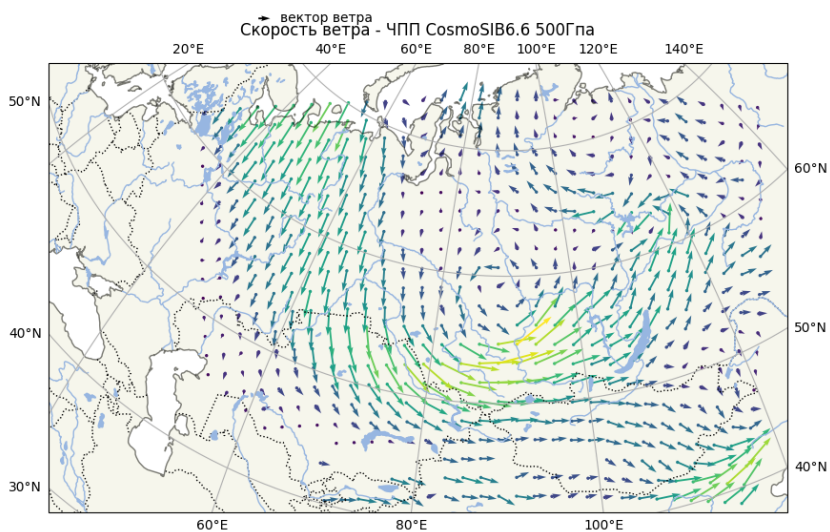 вектор ветра
Скорость ветра - ЧПП CosmoSIB6.6 500Гпа
20°E 40°E 60°E 80°E 100°E 120°E 140°E
50°N
60°N
40°N
50°N
40°N
30°N
60°E 80°E 100°E